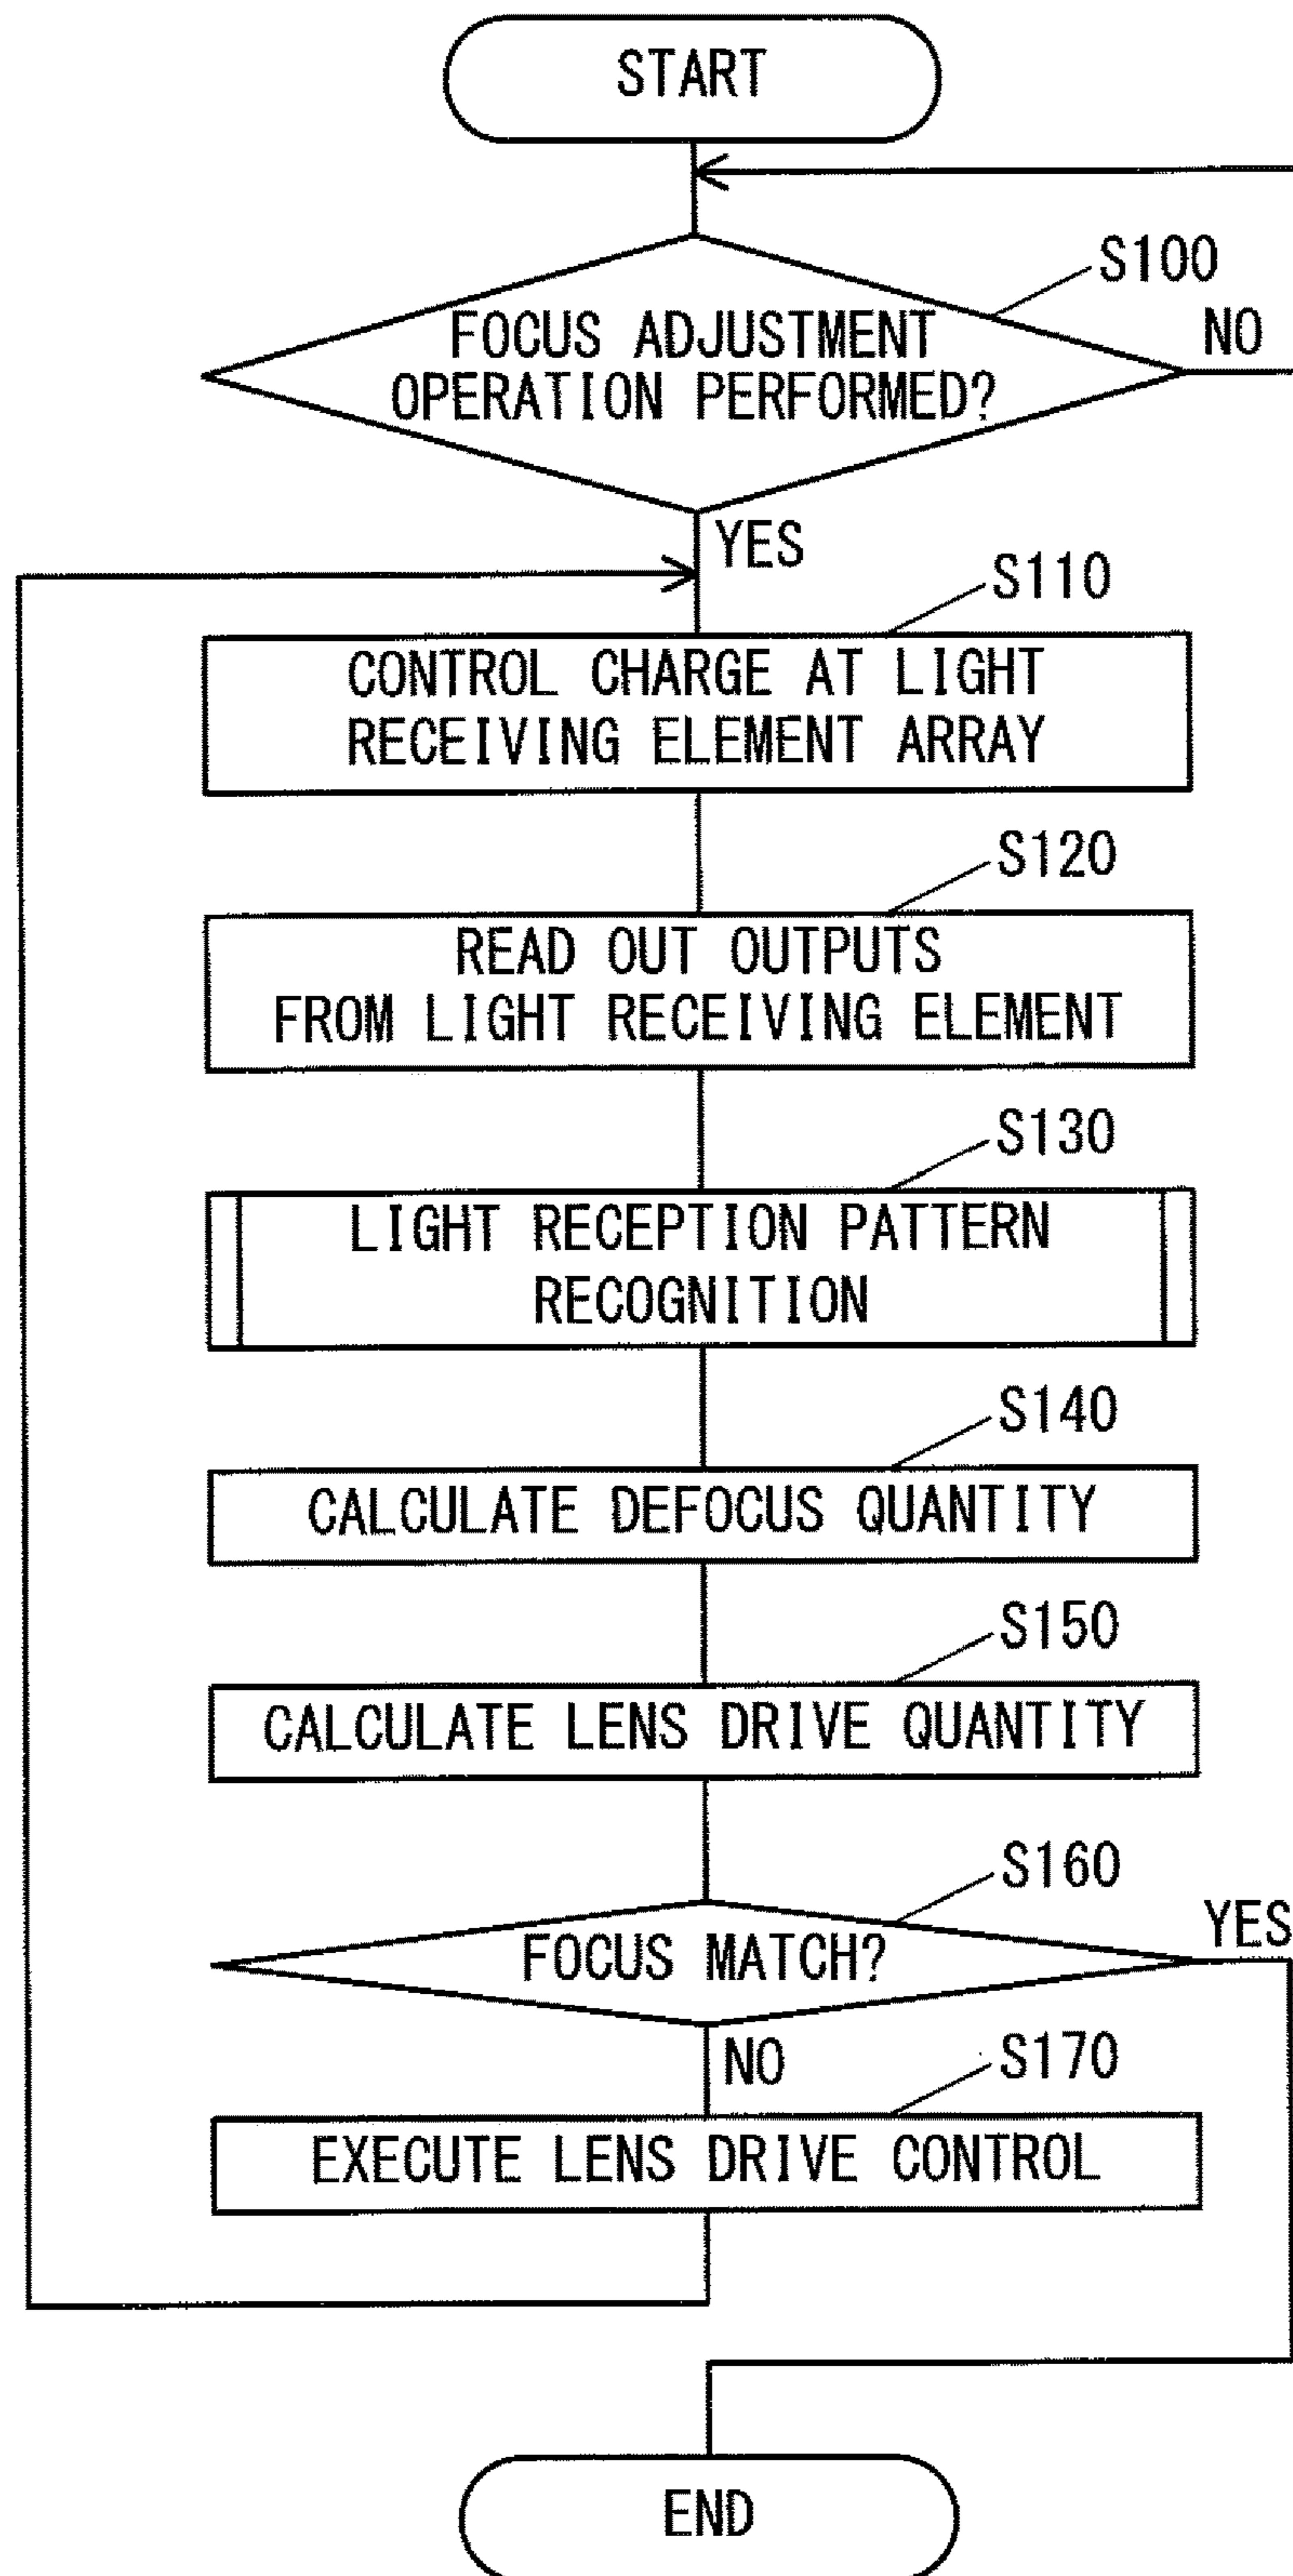 START
S100
FOCUS ADJUSTMENT
OPERATION PERFORMED?
NO
YES
S110
CONTROL CHARGE AT LIGHT
RECEIVING ELEMENT ARRAY
S120
READ OUT OUTPUTS
FROM LIGHT RECEIVING ELEMENT
S130
LIGHT RECEPTION PATTERN
RECOGNITION
S140
CALCULATE DEFOCUS QUANTITY
S150
CALCULATE LENS DRIVE QUANTITY
S160
YES
FOCUS MATCH?
NO
S170
EXECUTE LENS DRIVE CONTROL
END